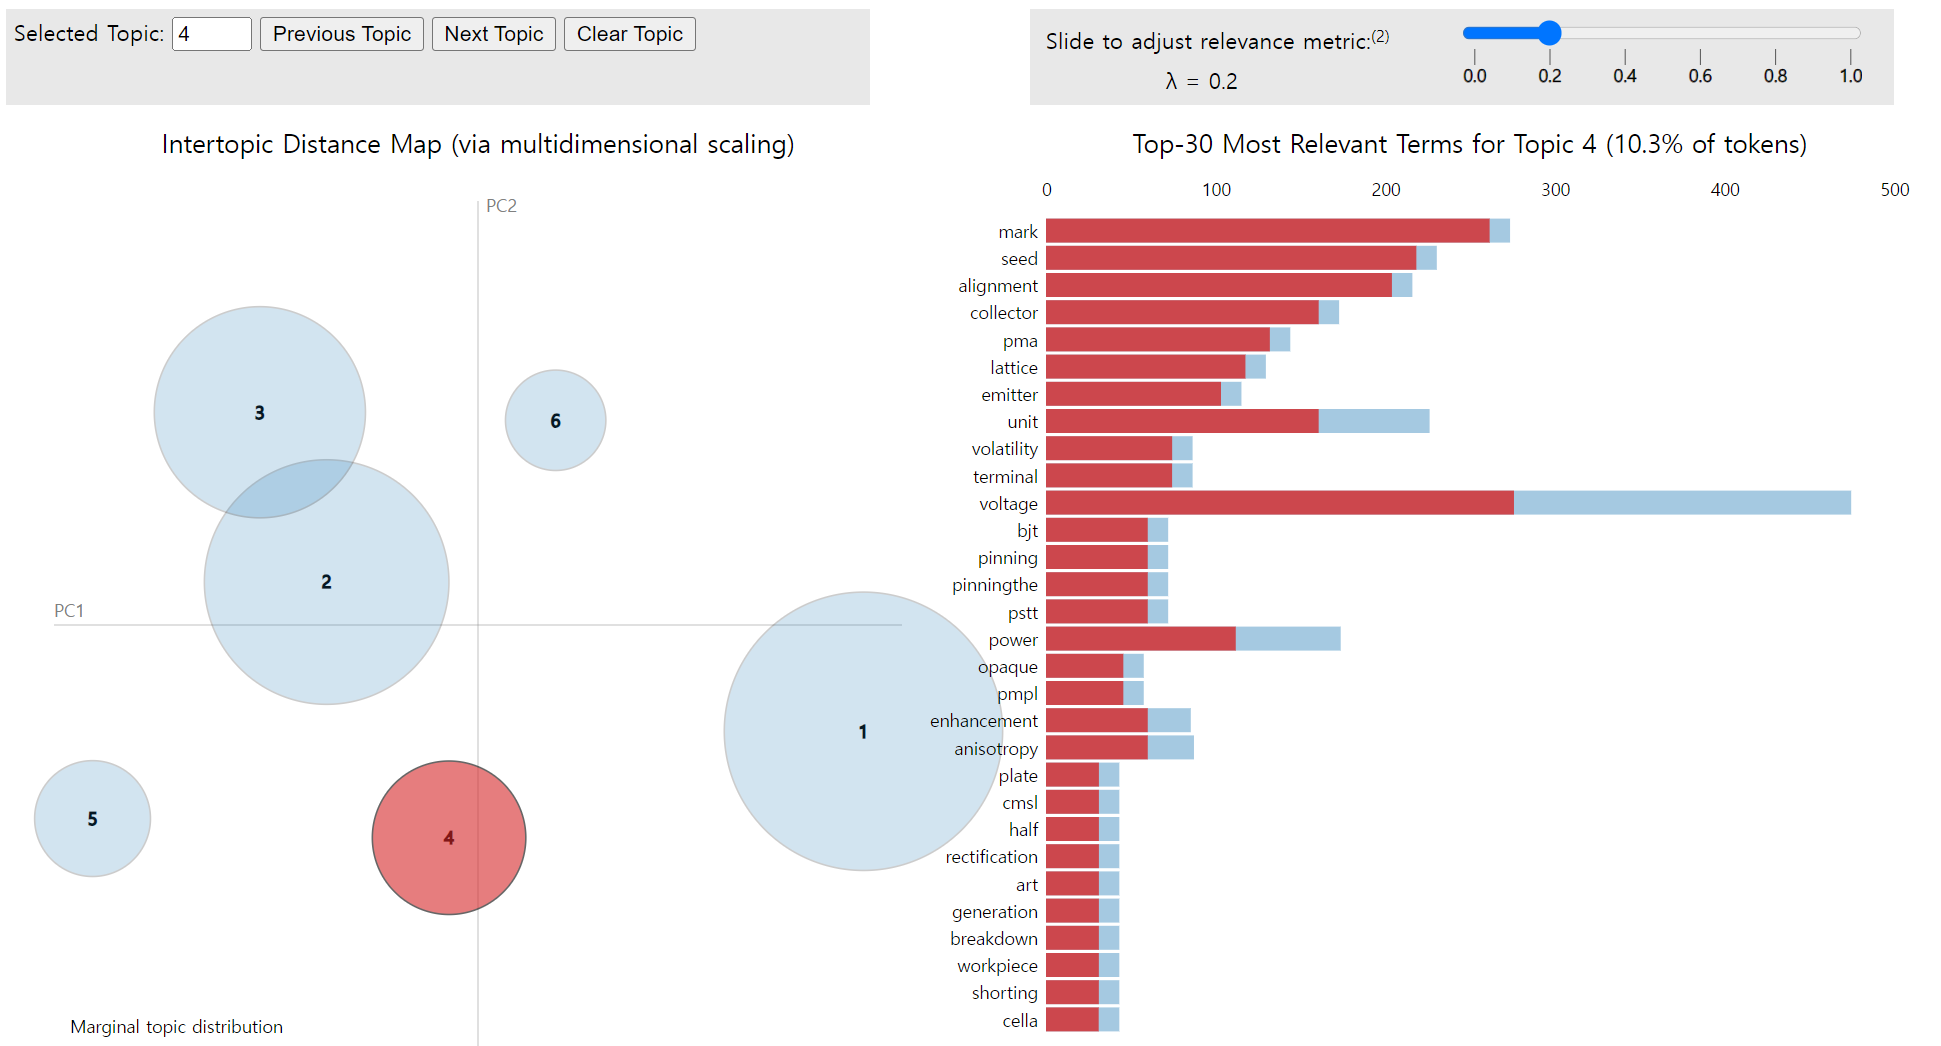 Selected Topic: 4 Previous Topic Next Topic Clear Topic
Slide to adjust relevance metric:(2)
λ = 0.2
0.0 0.2 0.4 0.6 0.8 1.0
Intertopic Distance Map (via multidimensional scaling)
PC2
3
6
2
PC1
1
5
4
Marginal topic distribution
Top-30 Most Relevant Terms for Topic 4 (10.3% of tokens)
0 100 200 300 400 500
mark
seed
alignment
collector
pma
lattice
emitter
unit
volatility
terminal
voltage
bjt
pinning
pinningthe
pstt
power
opaque
pmpl
enhancement
anisotropy
plate
cmsl
half
rectification
art
generation
breakdown
workpiece
shorting
cella